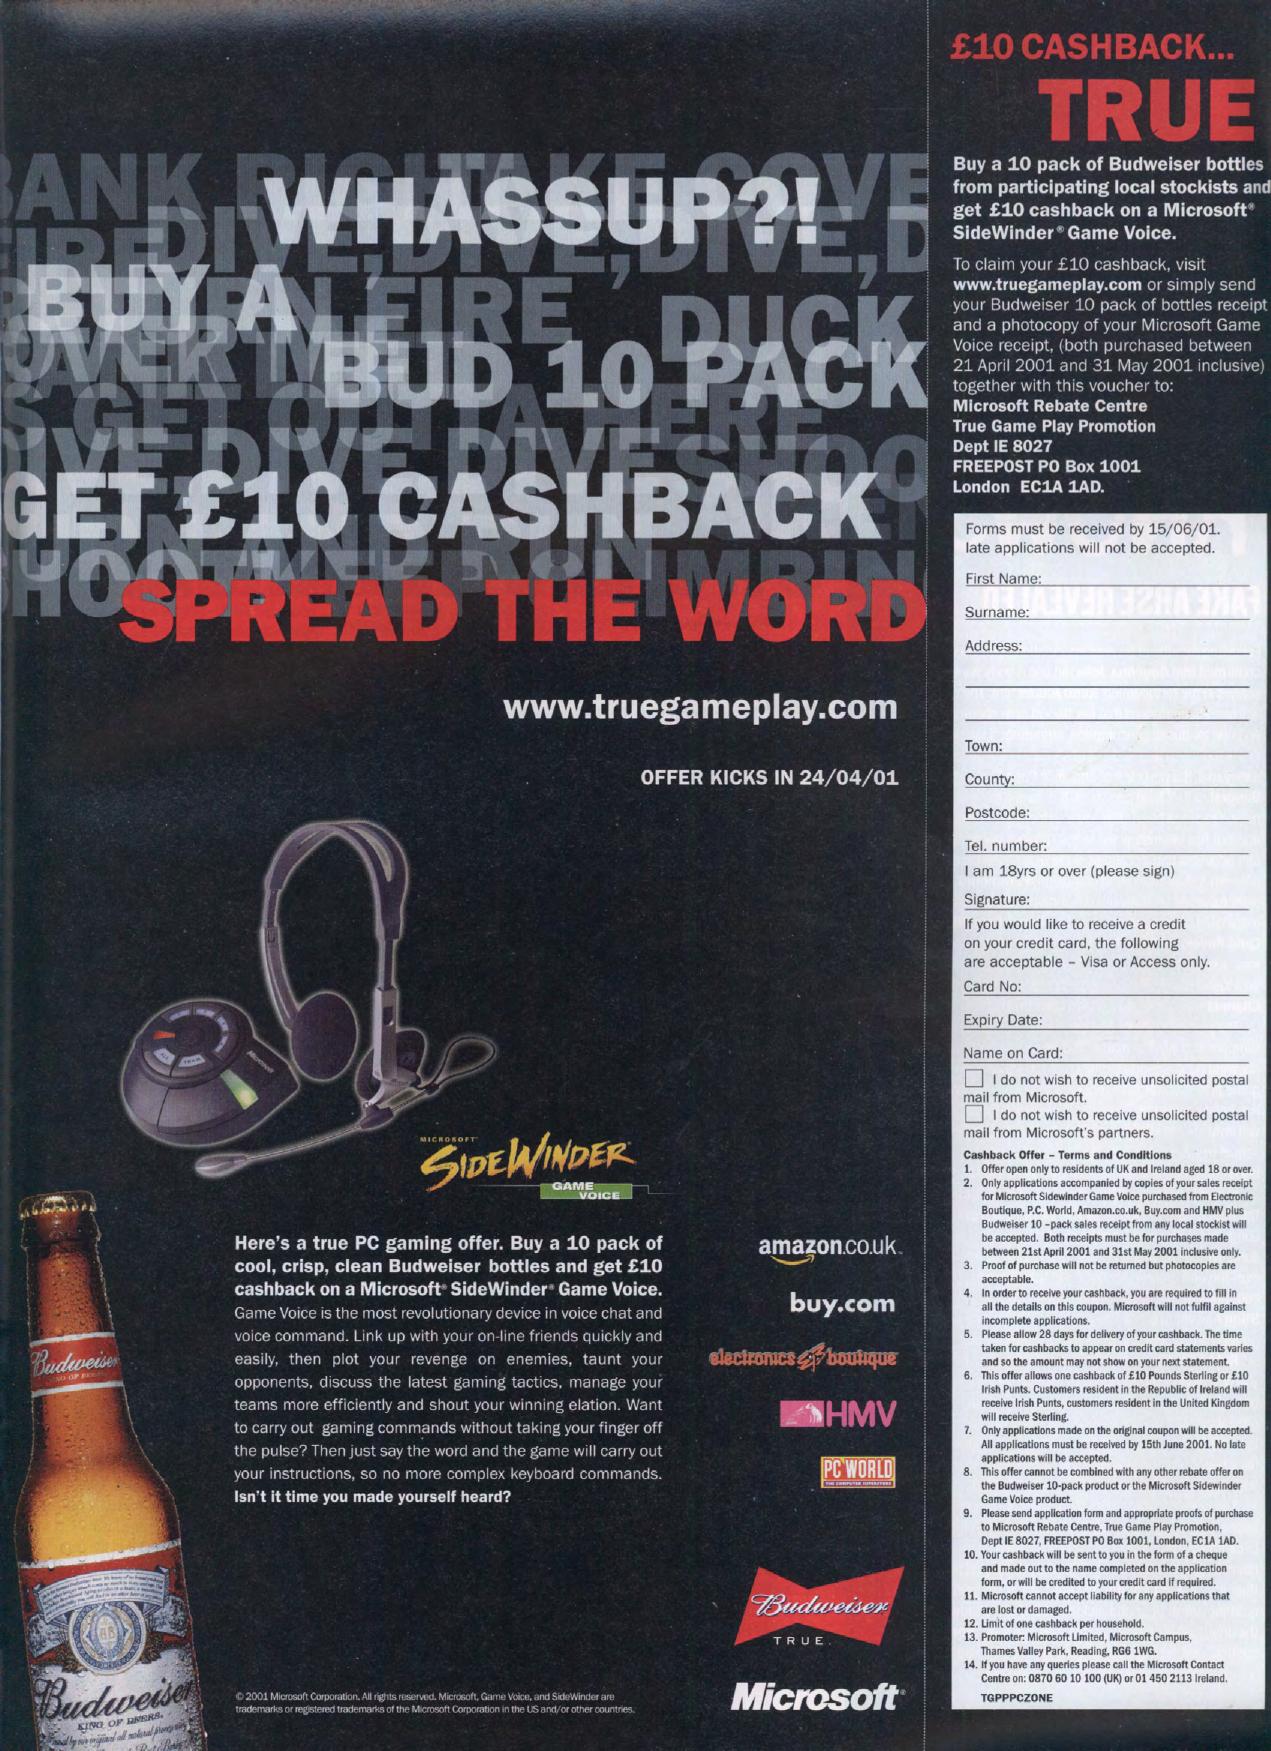 WHASSUP?!
BUY A
BUD 10 PACK
GET £10 CASHBACK
SPREAD THE WORD
www.truegameplay.com
OFFER KICKS IN 24/04/01
Microsoft
ALL
TEAM
MICROSOFT
SIDEWINDER
GAME
VOICE
Here's a true PC gaming offer. Buy a 10 pack of
cool, crisp, clean Budweiser bottles and get £10
cashback on a Microsoft® SideWinder® Game Voice.
Game Voice is the most revolutionary device in voice chat and
voice command. Link up with your on-line friends quickly and
easily, then plot your revenge on enemies, taunt your
opponents, discuss the latest gaming tactics, manage your
teams more efficiently and shout your winning elation. Want
to carry out gaming commands without taking your finger off
the pulse? Then just say the word and the game will carry out
your instructions, so no more complex keyboard commands.
Isn't it time you made yourself heard?
amazon.co.uk
buy.com
electronics boutique
HMV
PC WORLD
THE COMPUTER SUPERSTORE
Budweiser
TRUE.
Microsoft®
Budweiser
KING OF BEERS
Budweiser
KING OF BEERS.
© 2001 Microsoft Corporation. All rights reserved. Microsoft, Game Voice, and SideWinder are
trademarks or registered trademarks of the Microsoft Corporation in the US and/or other countries.
£10 CASHBACK...
TRUE
Buy a 10 pack of Budweiser bottles
from participating local stockists and
get £10 cashback on a Microsoft®
SideWinder® Game Voice.
To claim your £10 cashback, visit
www.truegameplay.com or simply send
your Budweiser 10 pack of bottles receipt
and a photocopy of your Microsoft Game
Voice receipt, (both purchased between
21 April 2001 and 31 May 2001 inclusive)
together with this voucher to:
Microsoft Rebate Centre
True Game Play Promotion
Dept IE 8027
FREEPOST PO Box 1001
London EC1A 1AD.
Forms must be received by 15/06/01.
late applications will not be accepted.
First Name:
Surname:
Address:
Town:
County:
Postcode:
Tel. number:
I am 18yrs or over (please sign)
Signature:
If you would like to receive a credit
on your credit card, the following
are acceptable – Visa or Access only.
Card No:
Expiry Date:
Name on Card:
I do not wish to receive unsolicited postal
mail from Microsoft.
I do not wish to receive unsolicited postal
mail from Microsoft's partners.
Cashback Offer – Terms and Conditions
1. Offer open only to residents of UK and Ireland aged 18 or over.
2. Only applications accompanied by copies of your sales receipt
for Microsoft Sidewinder Game Voice purchased from Electronic
Boutique, P.C. World, Amazon.co.uk, Buy.com and HMV plus
Budweiser 10 –pack sales receipt from any local stockist will
be accepted. Both receipts must be for purchases made
between 21st April 2001 and 31st May 2001 inclusive only.
3. Proof of purchase will not be returned but photocopies are
acceptable.
4. In order to receive your cashback, you are required to fill in
all the details on this coupon. Microsoft will not fulfil against
incomplete applications.
5. Please allow 28 days for delivery of your cashback. The time
taken for cashbacks to appear on credit card statements varies
and so the amount may not show on your next statement.
6. This offer allows one cashback of £10 Pounds Sterling or £10
Irish Punts. Customers resident in the Republic of Ireland will
receive Irish Punts, customers resident in the United Kingdom
will receive Sterling.
7. Only applications made on the original coupon will be accepted.
All applications must be received by 15th June 2001. No late
applications will be accepted.
8. This offer cannot be combined with any other rebate offer on
the Budweiser 10-pack product or the Microsoft Sidewinder
Game Voice product.
9. Please send application form and appropriate proofs of purchase
to Microsoft Rebate Centre, True Game Play Promotion,
Dept IE 8027, FREEPOST PO Box 1001, London, EC1A 1AD.
10. Your cashback will be sent to you in the form of a cheque
and made out to the name completed on the application
form, or will be credited to your credit card if required.
11. Microsoft cannot accept liability for any applications that
are lost or damaged.
12. Limit of one cashback per household.
13. Promoter: Microsoft Limited, Microsoft Campus,
Thames Valley Park, Reading, RG6 1WG.
14. If you have any queries please call the Microsoft Contact
Centre on: 0870 60 10 100 (UK) or 01 450 2113 Ireland.
TGPPPCZONE